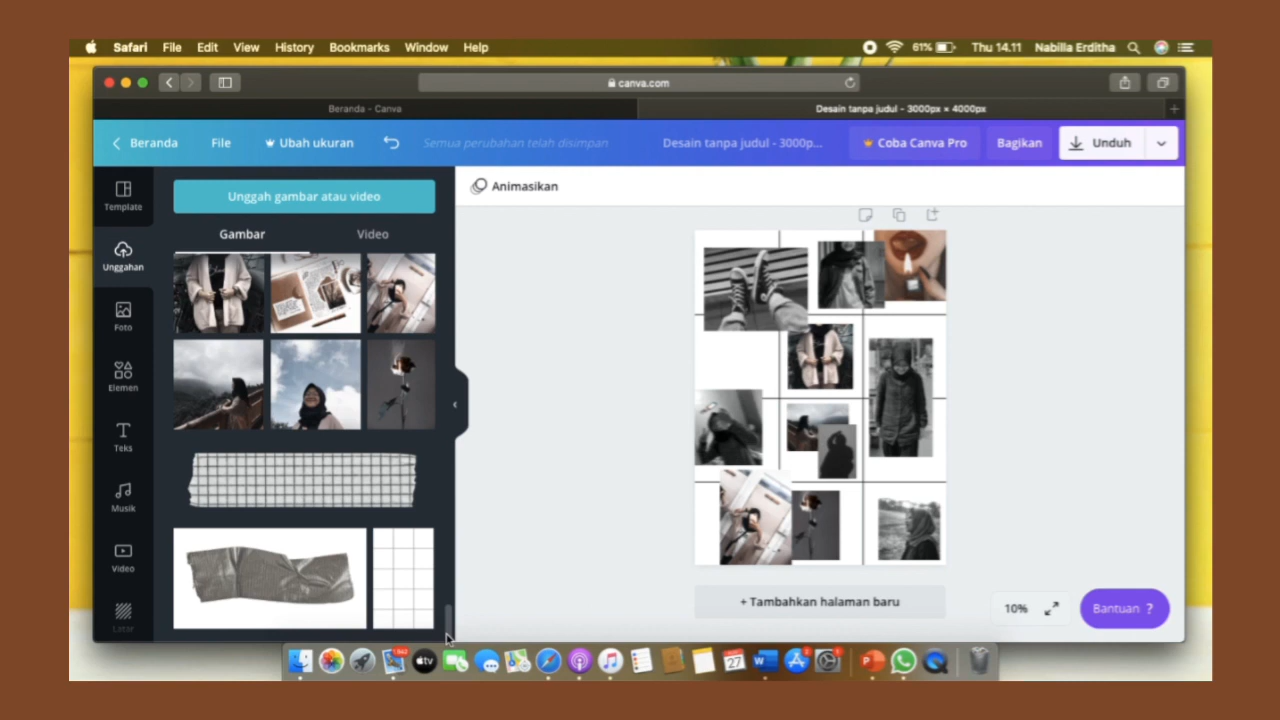 Safari File Edit View History Bookmarks Window Help 61% Thu 14.11 Nabilla Erditha
canva.com
Beranda - Canva Desain tanpa judul - 3000px × 4000px
Beranda File Ubah ukuran Semua perubahan telah disimpan Desain tanpa judul - 3000p... Coba Canva Pro Bagikan Unduh
Template
Unggahan
Foto
Elemen
Teks
Musik
Video
Latar
Unggah gambar atau video
Gambar Video
Animasikan
+ Tambahkan halaman baru
10%
Bantuan ?
tv
27
W
P